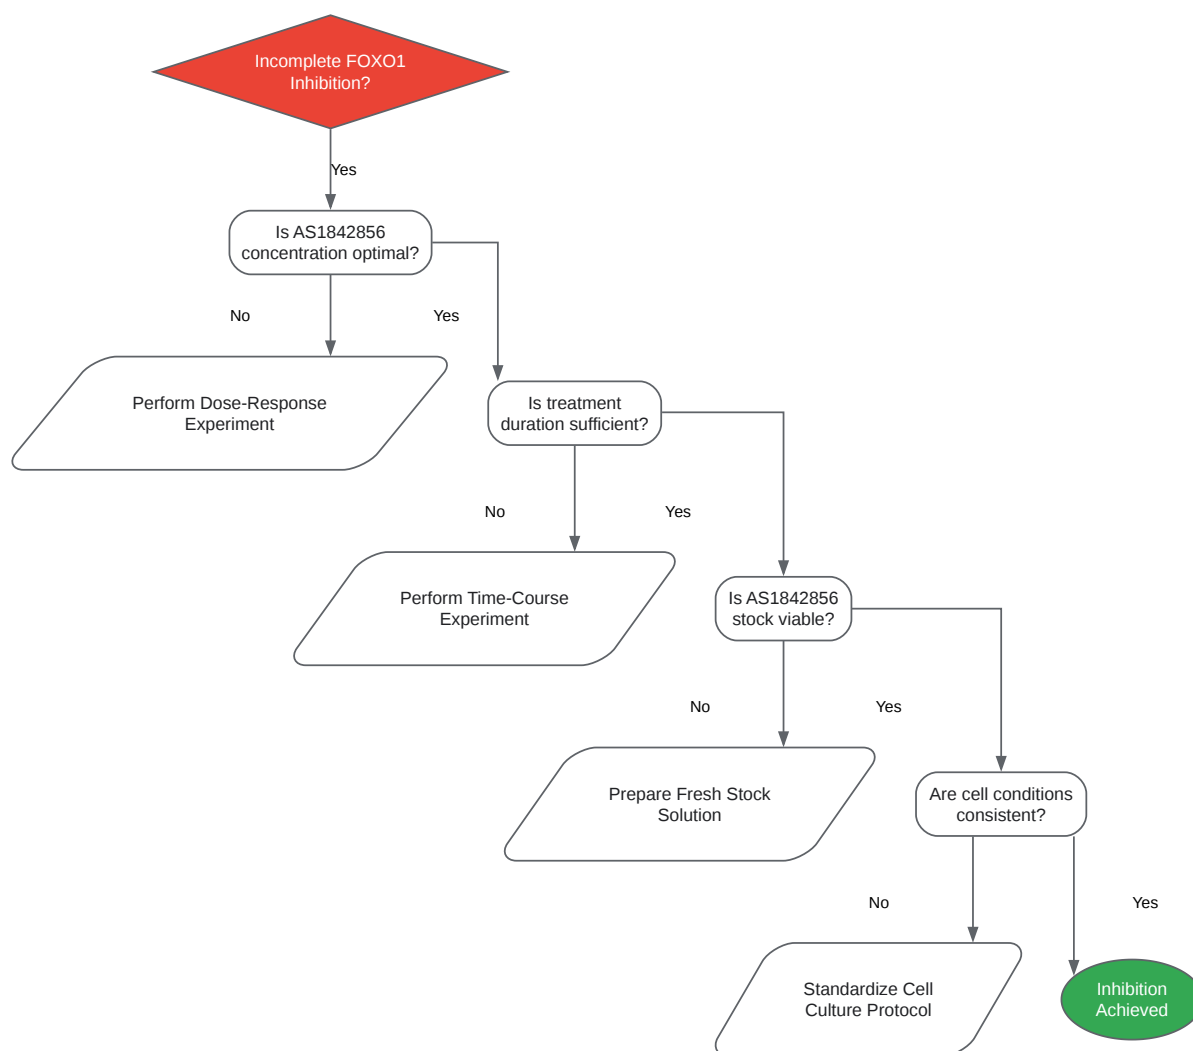 Incomplete FOXO1
Inhibition?
Yes
Is AS1842856
concentration optimal?
No
Yes
Perform Dose-Response
Experiment
Is treatment
duration sufficient?
No
Yes
Perform Time-Course
Experiment
Is AS1842856
stock viable?
No
Yes
Prepare Fresh Stock
Solution
Are cell conditions
consistent?
No
Yes
Standardize Cell
Culture Protocol
Inhibition
Achieved